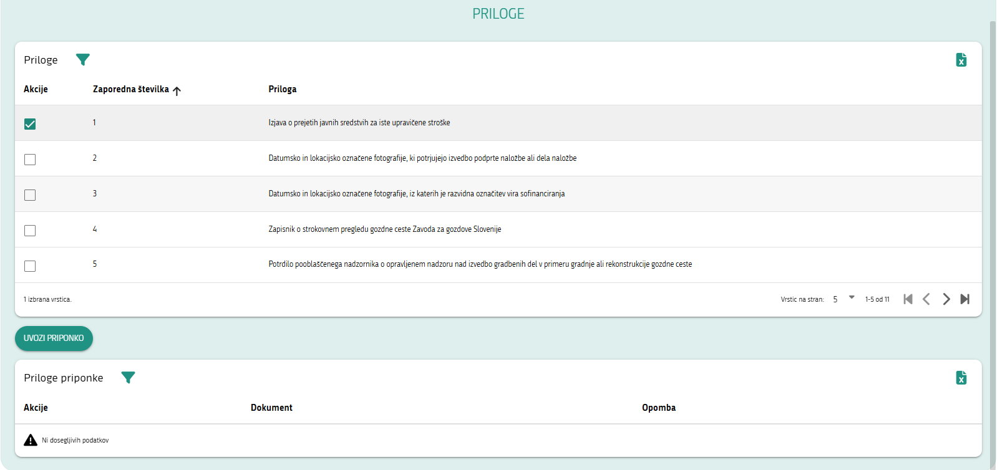 PRILOGE
Priloge
Akcije Zaporedna številka Priloga
1 Izjava o prejetih javnih sredstvih za iste upravičene stroške
2 Datumsko in lokacijsko označene fotografije, ki potrjujejo izvedbo podprte naložbe ali dela naložbe
3 Datumsko in lokacijsko označene fotografije, iz katerih je razvidna označitev vira sofinanciranja
4 Zapisnik o strokovnem pregledu gozdne ceste Zavoda za gozdove Slovenije
5 Potrdilo pooblaščenega nadzornika o opravljenem nadzoru nad izvedbo gradbenih del v primeru gradnje ali rekonstrukcije gozdne ceste
1 izbrana vrstica. Vrstic na stran: 5 1-5 od 11
UVOZI PRIPONKO
Priloge priponke
Akcije Dokument Opomba
Ni dosegljivih podatkov